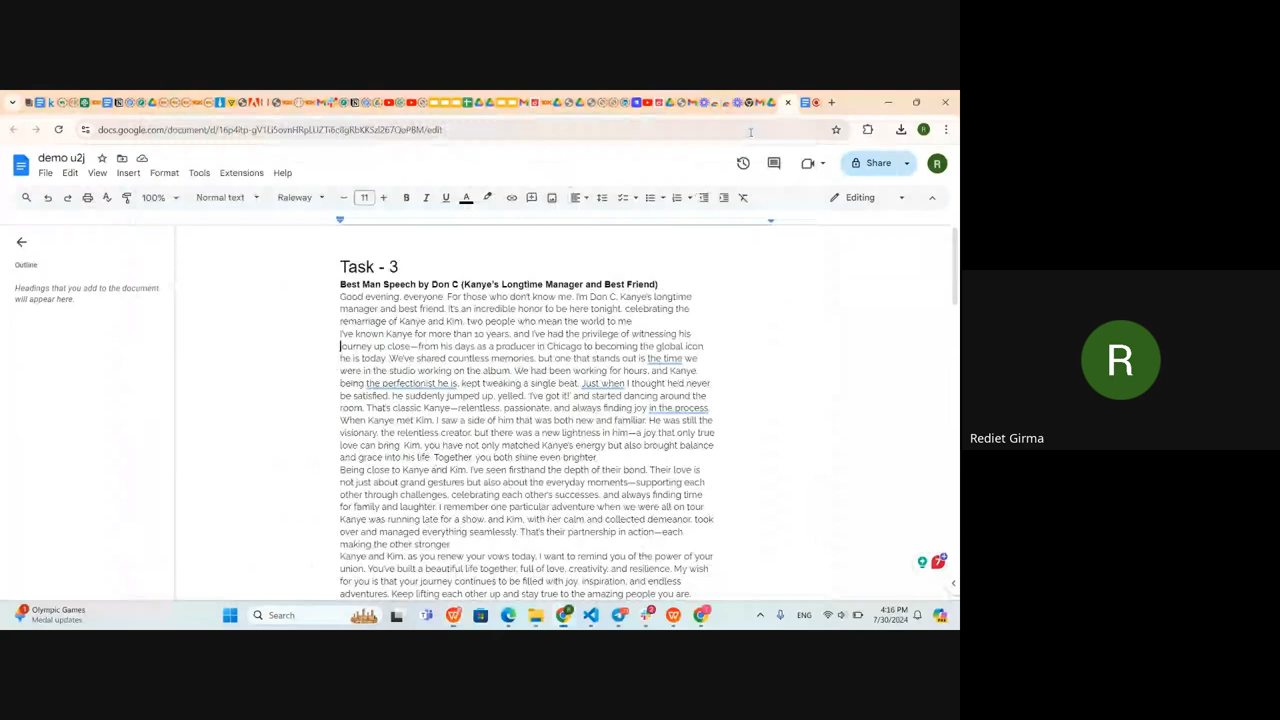 docs.google.com/document/d/16p4itp-gV1Li5ovnHRpLUZTi6c8gRbKKSzl267QoPBM/edit
demo u2j
File Edit View Insert Format Tools Extensions Help
Share
R
100% Normal text Raleway 11 Editing
Outline
Headings that you add to the document
will appear here.
Task - 3
Best Man Speech by Don C (Kanye's Longtime Manager and Best Friend)
Good evening, everyone. For those who don't know me, I'm Don C, Kanye's longtime
manager and best friend. It's an incredible honor to be here tonight, celebrating the
remarriage of Kanye and Kim, two people who mean the world to me
I've known Kanye for more than 10 years, and I've had the privilege of witnessing his
journey up close—from his days as a producer in Chicago to becoming the global icon
he is today. We've shared countless memories, but one that stands out is the time we
were in the studio working on the album. We had been working for hours, and Kanye,
being the perfectionist he is, kept tweaking a single beat. Just when I thought he'd never
be satisfied, he suddenly jumped up, yelled, 'I've got it!' and started dancing around the
room. That's classic Kanye—relentless, passionate, and always finding joy in the process.
When Kanye met Kim, I saw a side of him that was both new and familiar. He was still the
visionary, the relentless creator, but there was a new lightness in him—a joy that only true
love can bring. Kim, you have not only matched Kanye's energy but also brought balance
and grace into his life. Together, you both shine even brighter.
Being close to Kanye and Kim, I've seen firsthand the depth of their bond. Their love is
not just about grand gestures but also about the everyday moments—supporting each
other through challenges, celebrating each other's successes, and always finding time
for family and laughter. I remember one particular adventure when we were all on tour
Kanye was running late for a show, and Kim, with her calm and collected demeanor, took
over and managed everything seamlessly. That's their partnership in action—each
making the other stronger
Kanye and Kim, as you renew your vows today, I want to remind you of the power of your
union. You've built a beautiful life together, full of love, creativity, and resilience. My wish
for you is that your journey continues to be filled with joy, inspiration, and endless
adventures. Keep lifting each other up and stay true to the amazing people you are.
Olympic Games
Medal updates.
Search
ENG
4:16 PM
7/30/2024
R
Rediet Girma